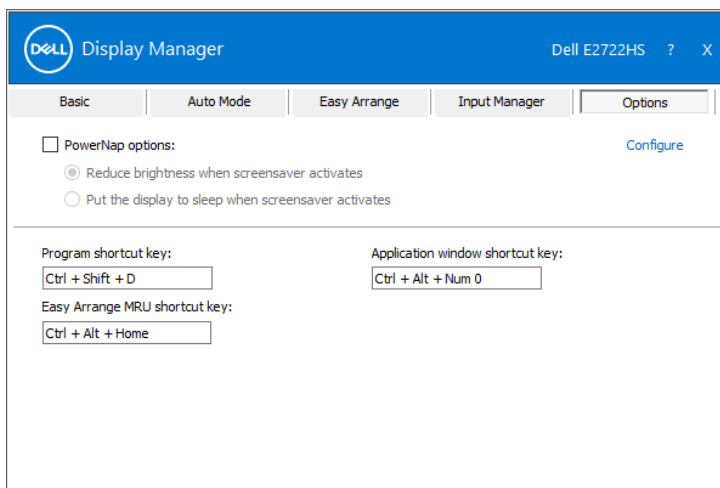 DELL Display Manager Dell E2722HS ? X
Basic Auto Mode Easy Arrange Input Manager Options
PowerNap options: Configure
Reduce brightness when screensaver activates
Put the display to sleep when screensaver activates
Program shortcut key: Application window shortcut key:
Ctrl + Shift + D Ctrl + Alt + Num 0
Easy Arrange MRU shortcut key:
Ctrl + Alt + Home